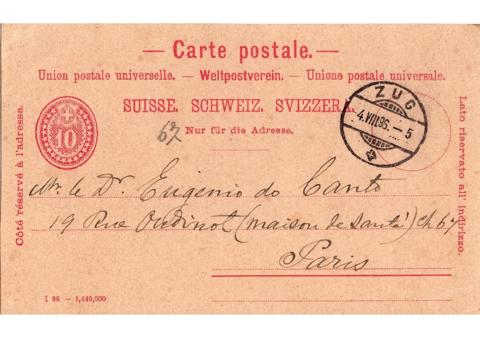 — Carte postale. —
Union postale universelle. — Weltpostverein. — Unione postale universale.
SUISSE. SCHWEIZ. SVIZZERA.
Nur für die Adresse.
Côté réservé à l'adresse.
Lato riservato all' indirizzo.
10
67
ZUG
4.VII.96.–5
Mr. le Dr. Eugenio do Canto
19 Rue Oudinot (maison de santé) Ch 67
Paris
I 96 — 1,440,000